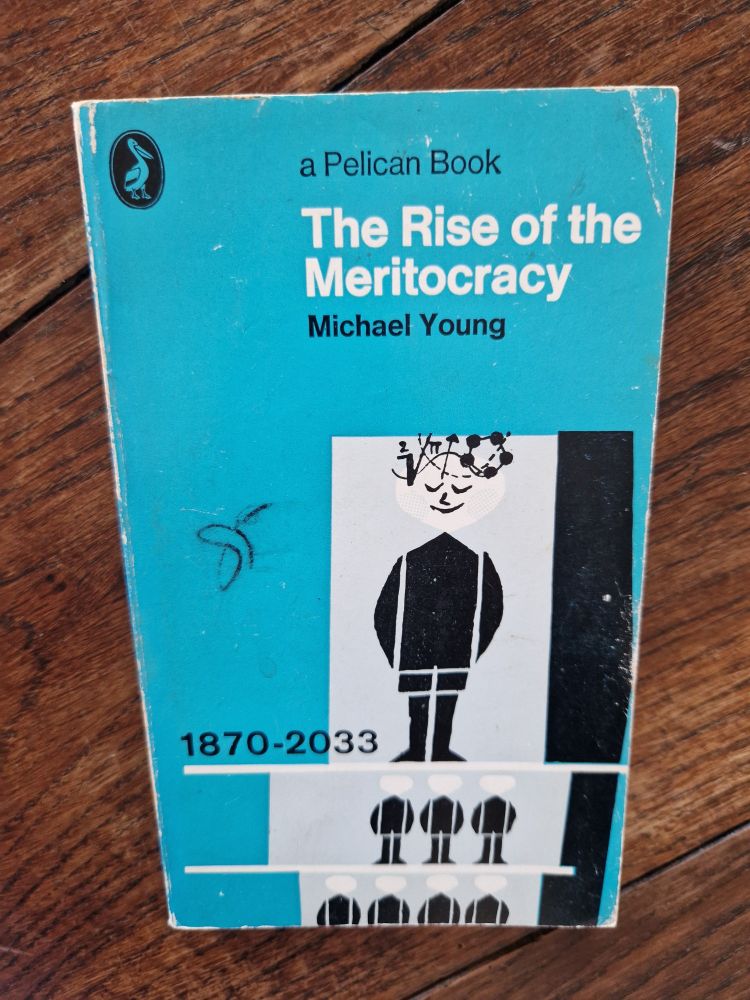 a Pelican Book
The Rise of the
Meritocracy
Michael Young
1870-2033